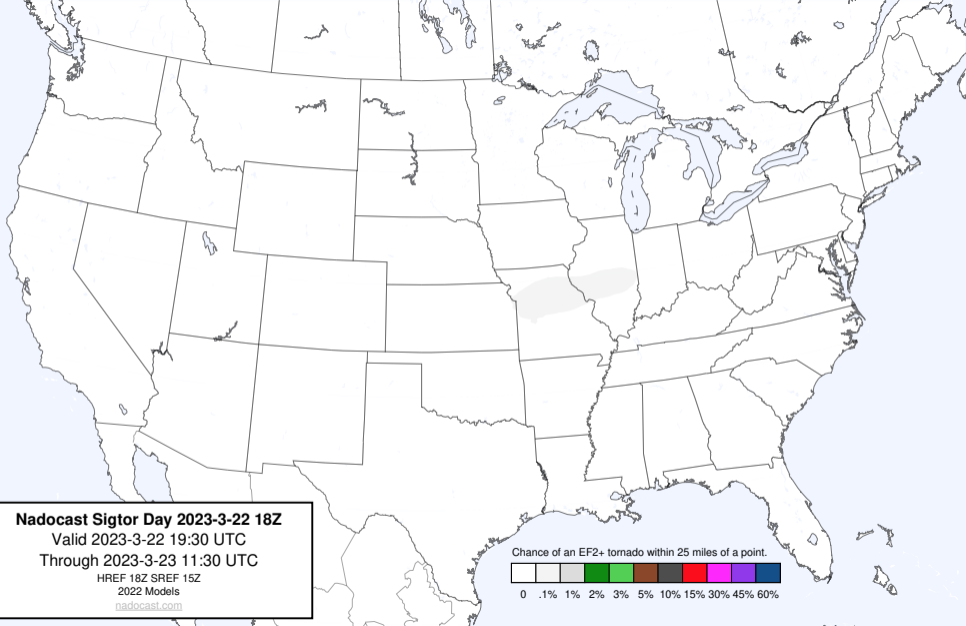 Nadocast Sigtor Day 2023-3-22 18Z
Valid 2023-3-22 19:30 UTC
Through 2023-3-23 11:30 UTC
HREF 18Z SREF 15Z
2022 Models
nadocast.com
Chance of an EF2+ tornado within 25 miles of a point.
0 .1% 1% 2% 3% 5% 10% 15% 30% 45% 60%